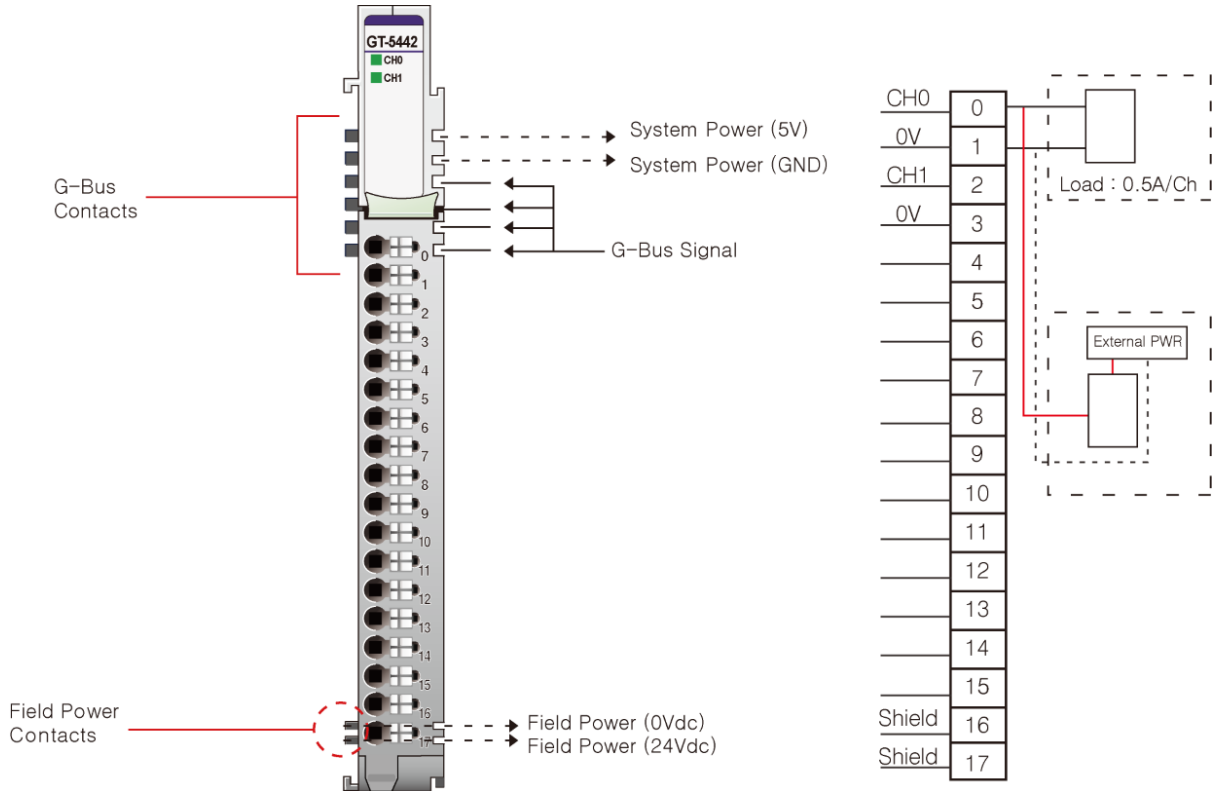 GT-5442
CH0
CH1
System Power (5V)
System Power (GND)
G-Bus
Contacts
G-Bus Signal
0
1
2
3
4
5
6
7
8
9
10
11
12
13
14
15
16
17
Field Power
Contacts
Field Power (0Vdc)
Field Power (24Vdc)
CH0 0
0V 1
CH1 2
0V 3
4
5
6
7
8
9
10
11
12
13
14
15
Shield 16
Shield 17
Load : 0.5A/Ch
External PWR